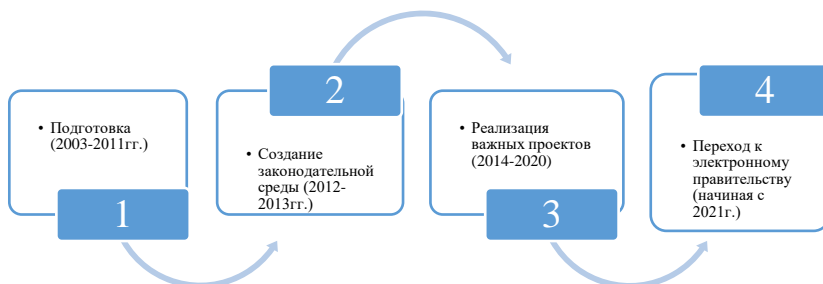 • Подготовка
(2003-2011гг.)
1
2
• Создание
законодательной
среды (2012-
2013гг.)
• Реализация
важных проектов
(2014-2020)
3
4
• Переход к
электронному
правительству
(начиная с
2021г.)